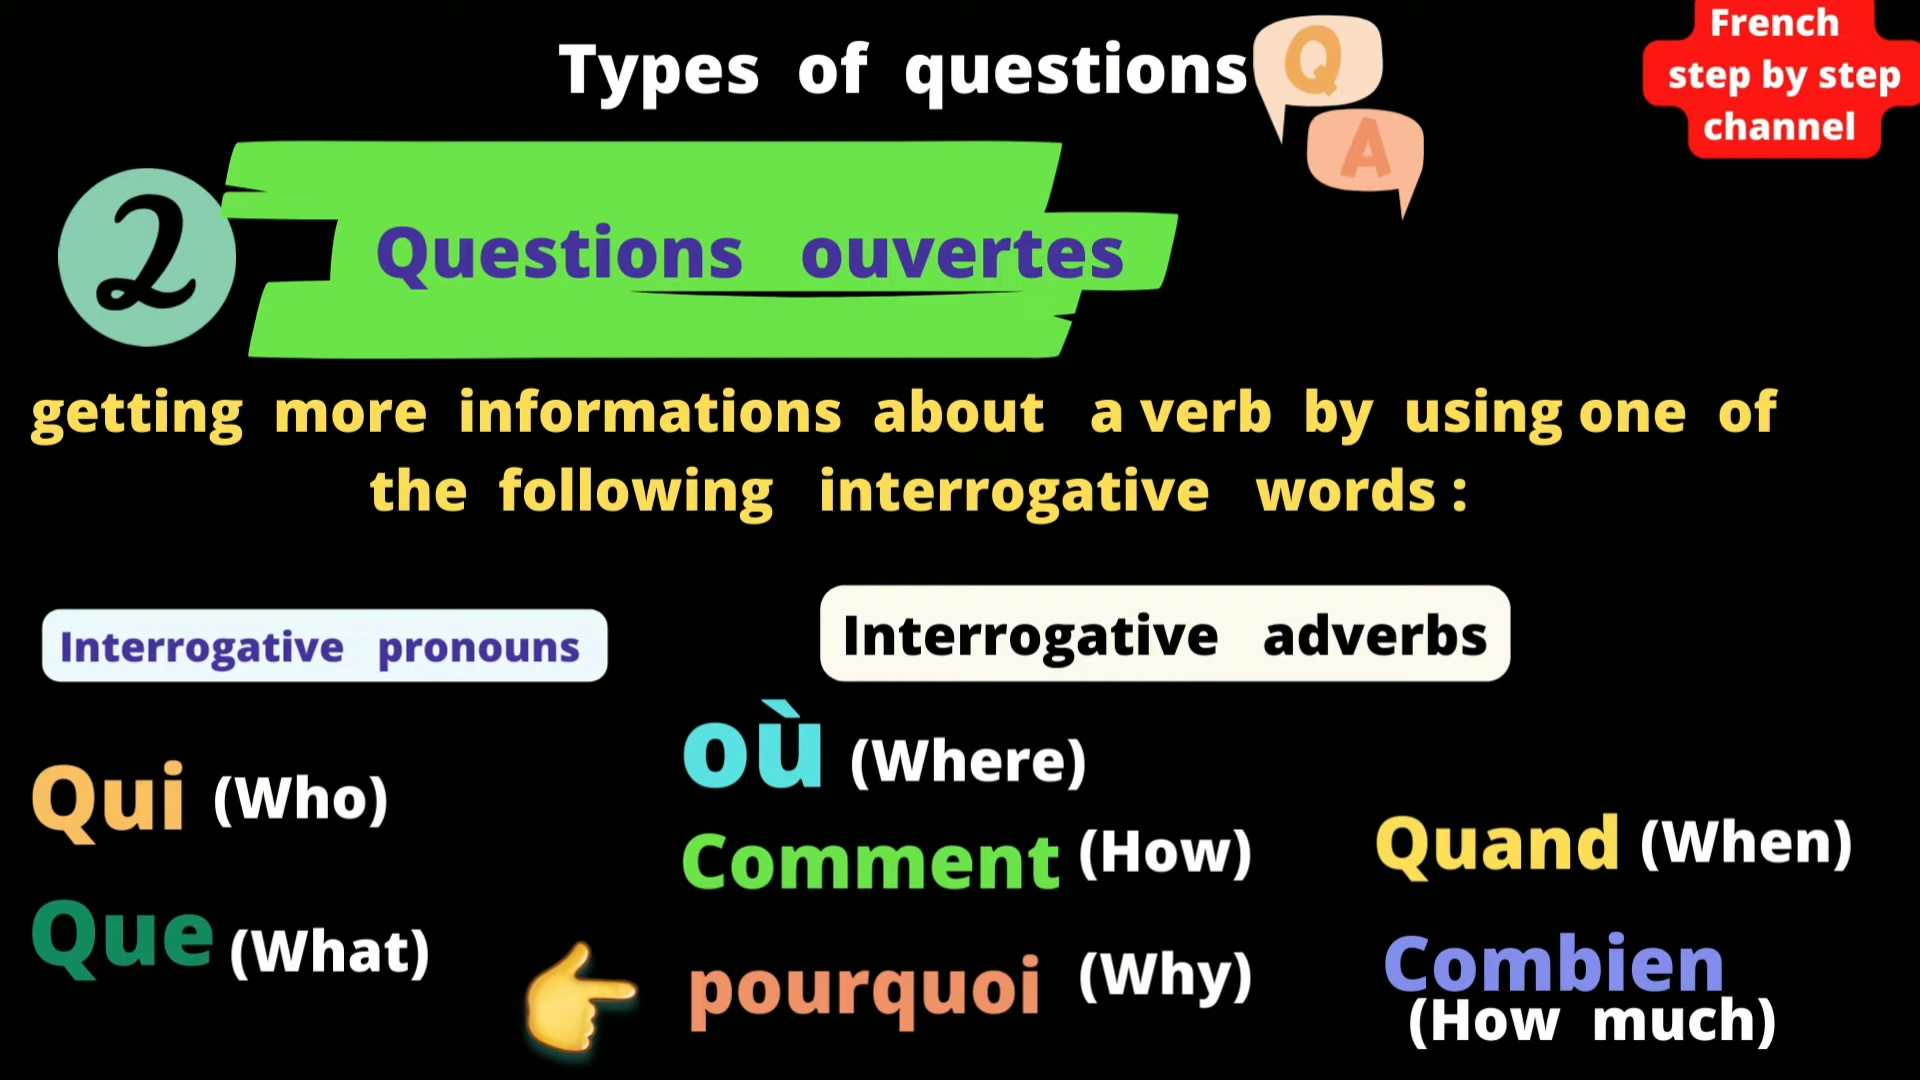 Types of questions
Q
A
French
step by step
channel
2
Questions ouvertes
getting more informations about a verb by using one of
the following interrogative words :
Interrogative pronouns
Interrogative adverbs
Qui (Who)
Que (What)
où (Where)
Comment (How)
pourquoi (Why)
Quand (When)
Combien
(How much)